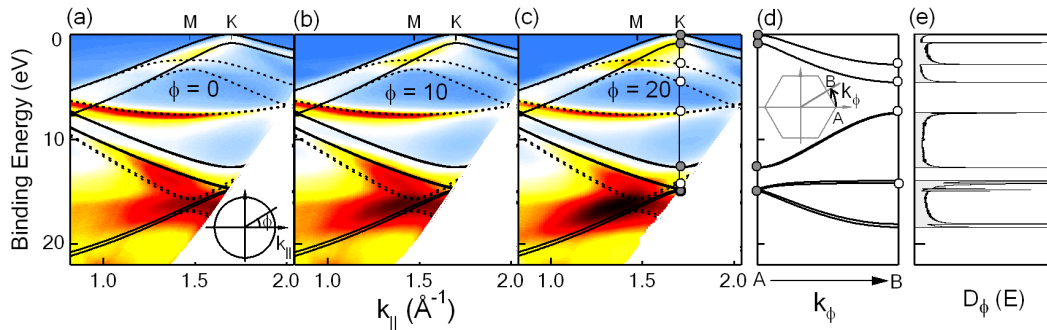 (a) M K (b) M K (c) M K (d) (e)
0
10
20
Binding Energy (eV)
ϕ = 0
ϕ = 10
ϕ = 20
ϕ
k||
B
kϕ
A
1.0 1.5 2.0
1.0 1.5 2.0
1.0 1.5 2.0
A B
k|| (Å⁻¹)
kϕ
Dϕ (E)